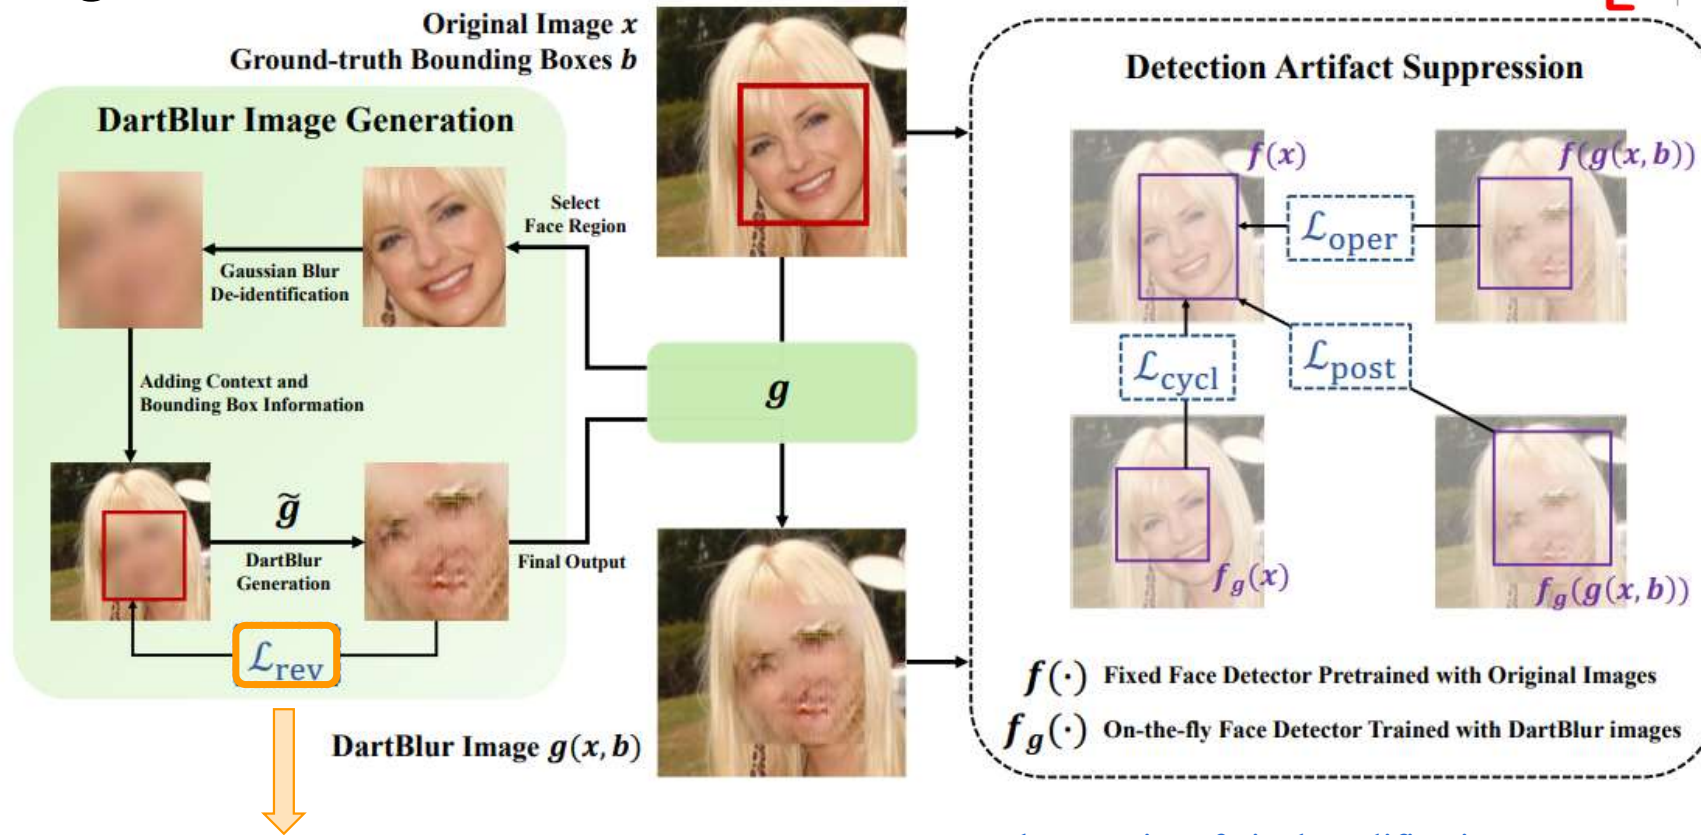 Original Image x
Ground-truth Bounding Boxes b
DartBlur Image Generation
Select
Face Region
Gaussian Blur
De-identification
Adding Context and
Bounding Box Information
g̃
DartBlur
Generation
Final Output
ℒrev
g
DartBlur Image g(x, b)
Detection Artifact Suppression
f(x)
f(g(x, b))
ℒoper
ℒcycl
ℒpost
fg(x)
fg(g(x, b))
f(·) Fixed Face Detector Pretrained with Original Images
fg(·) On-the-fly Face Detector Trained with DartBlur images